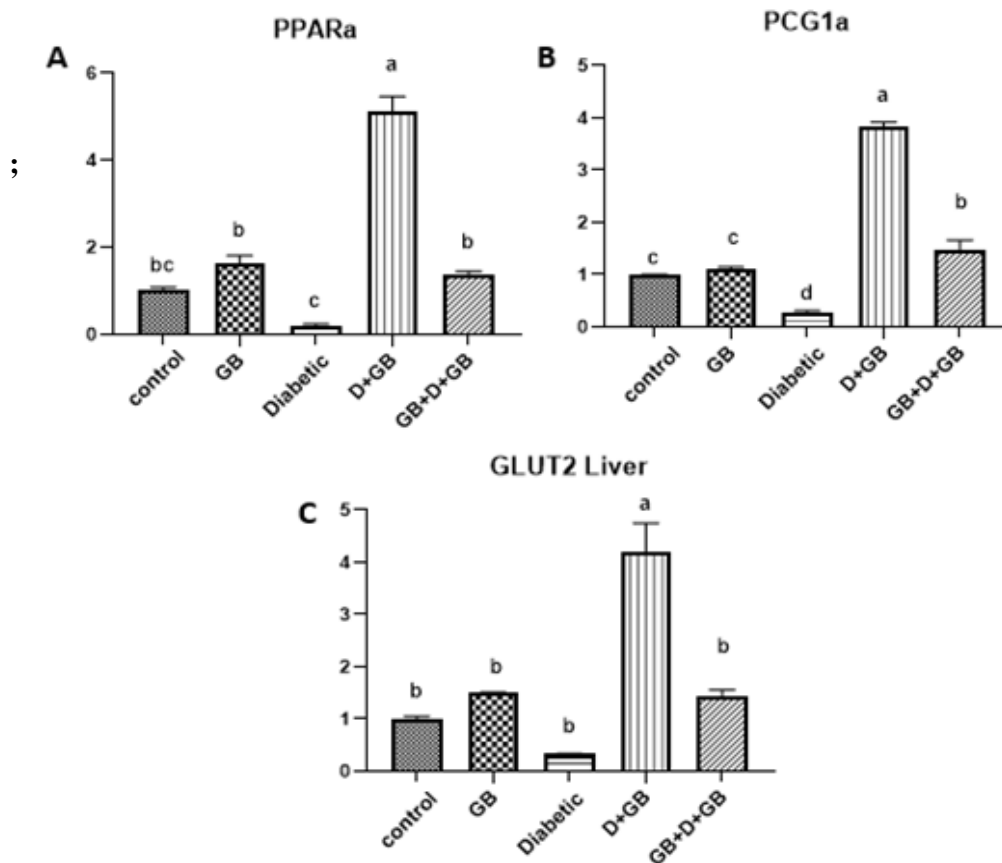 PPARa
A
6
4
2
0
;
bc
b
c
a
b
control
GB
Diabetic
D+GB
GB+D+GB
PCG1a
B
5
4
3
2
1
0
c
c
d
a
b
control
GB
Diabetic
D+GB
GB+D+GB
GLUT2 Liver
C
5
4
3
2
1
0
b
b
b
a
b
control
GB
Diabetic
D+GB
GB+D+GB